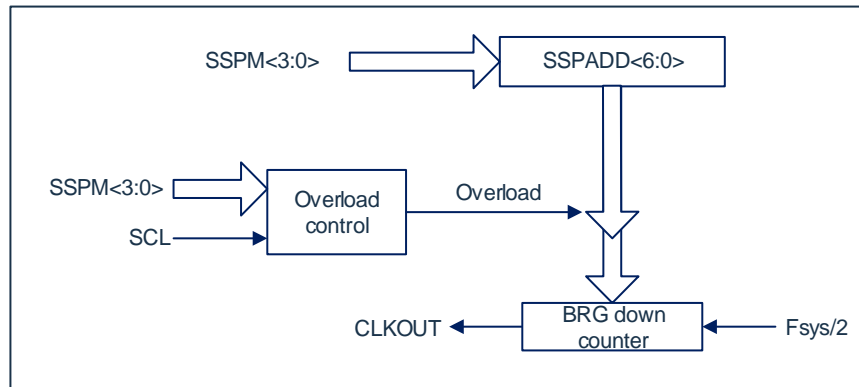 SSPM<3:0>
SSPADD<6:0>
SSPM<3:0>
Overload
control
Overload
SCL
CLKOUT
BRG down
counter
Fsys/2